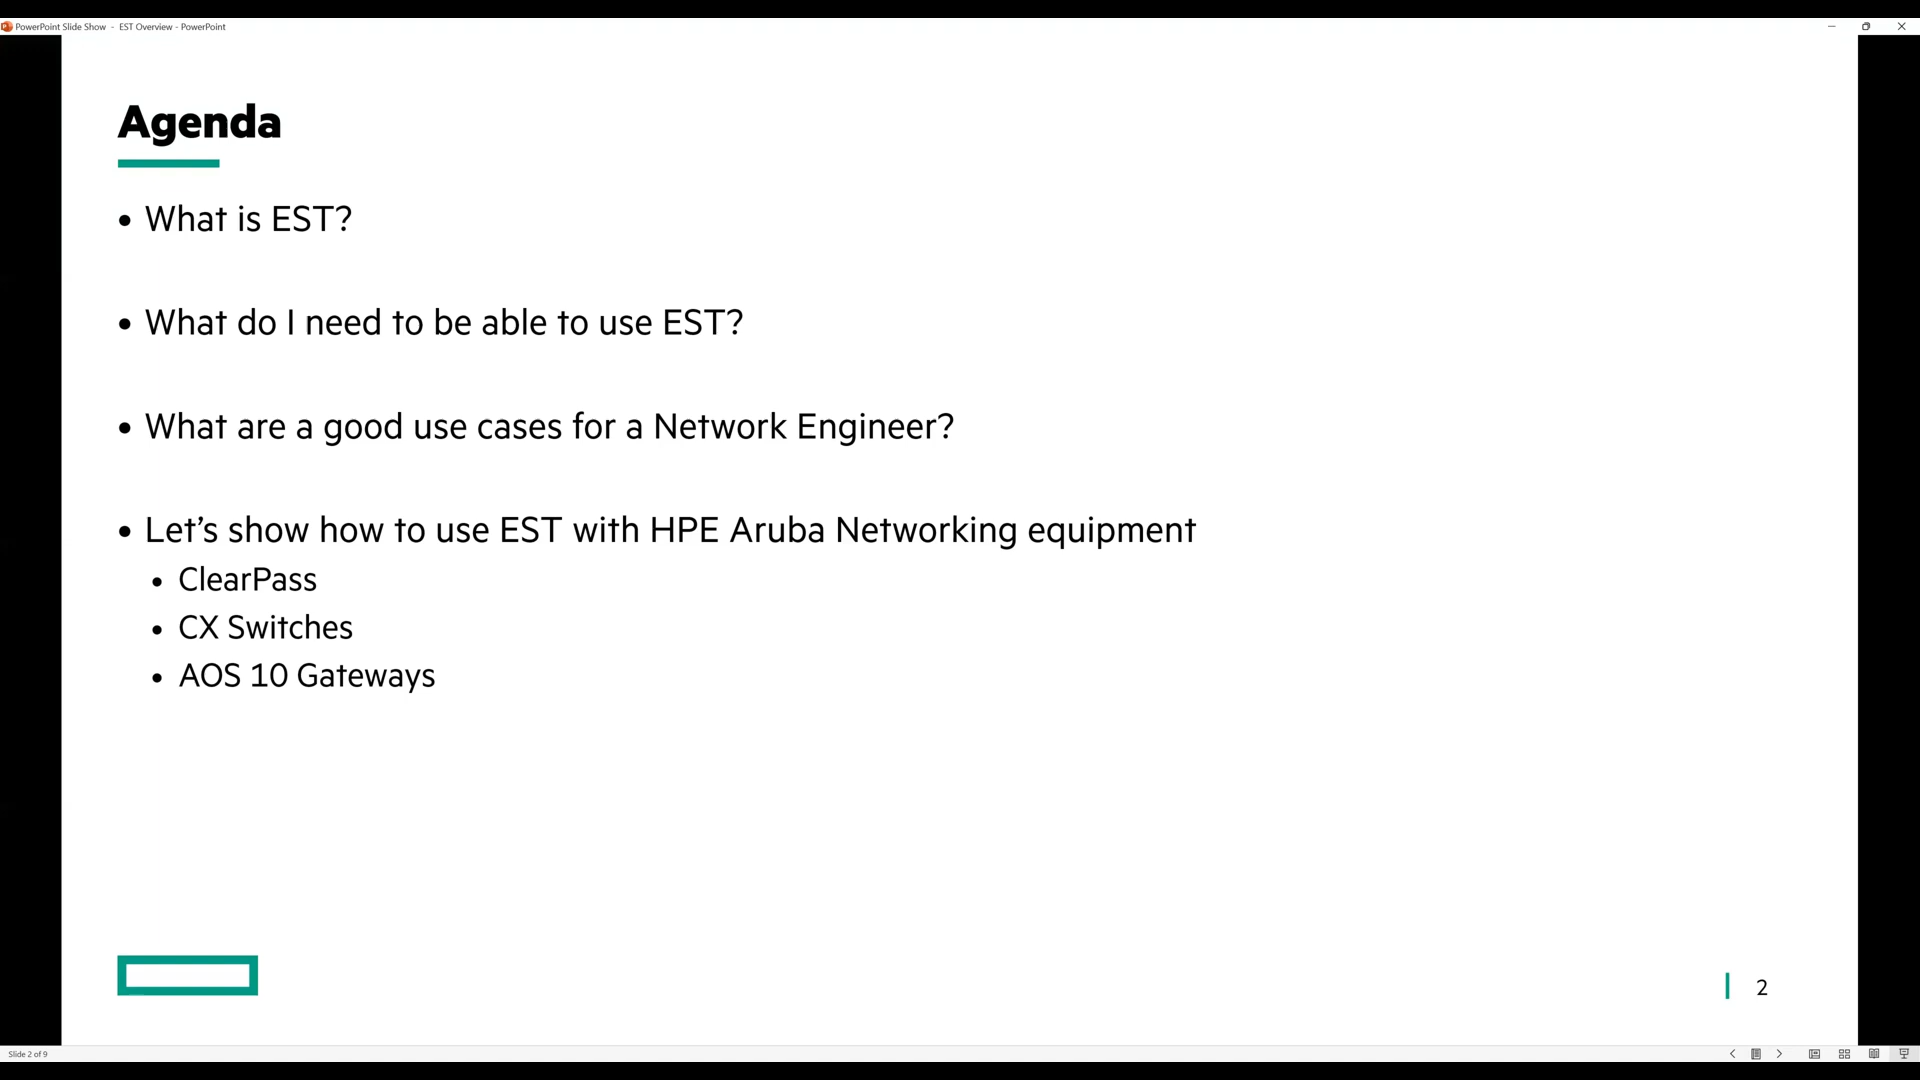 PowerPoint Slide Show - EST Overview - PowerPoint
Agenda
• What is EST?
• What do I need to be able to use EST?
• What are a good use cases for a Network Engineer?
• Let’s show how to use EST with HPE Aruba Networking equipment
• ClearPass
• CX Switches
• AOS 10 Gateways
2
Slide 2 of 9